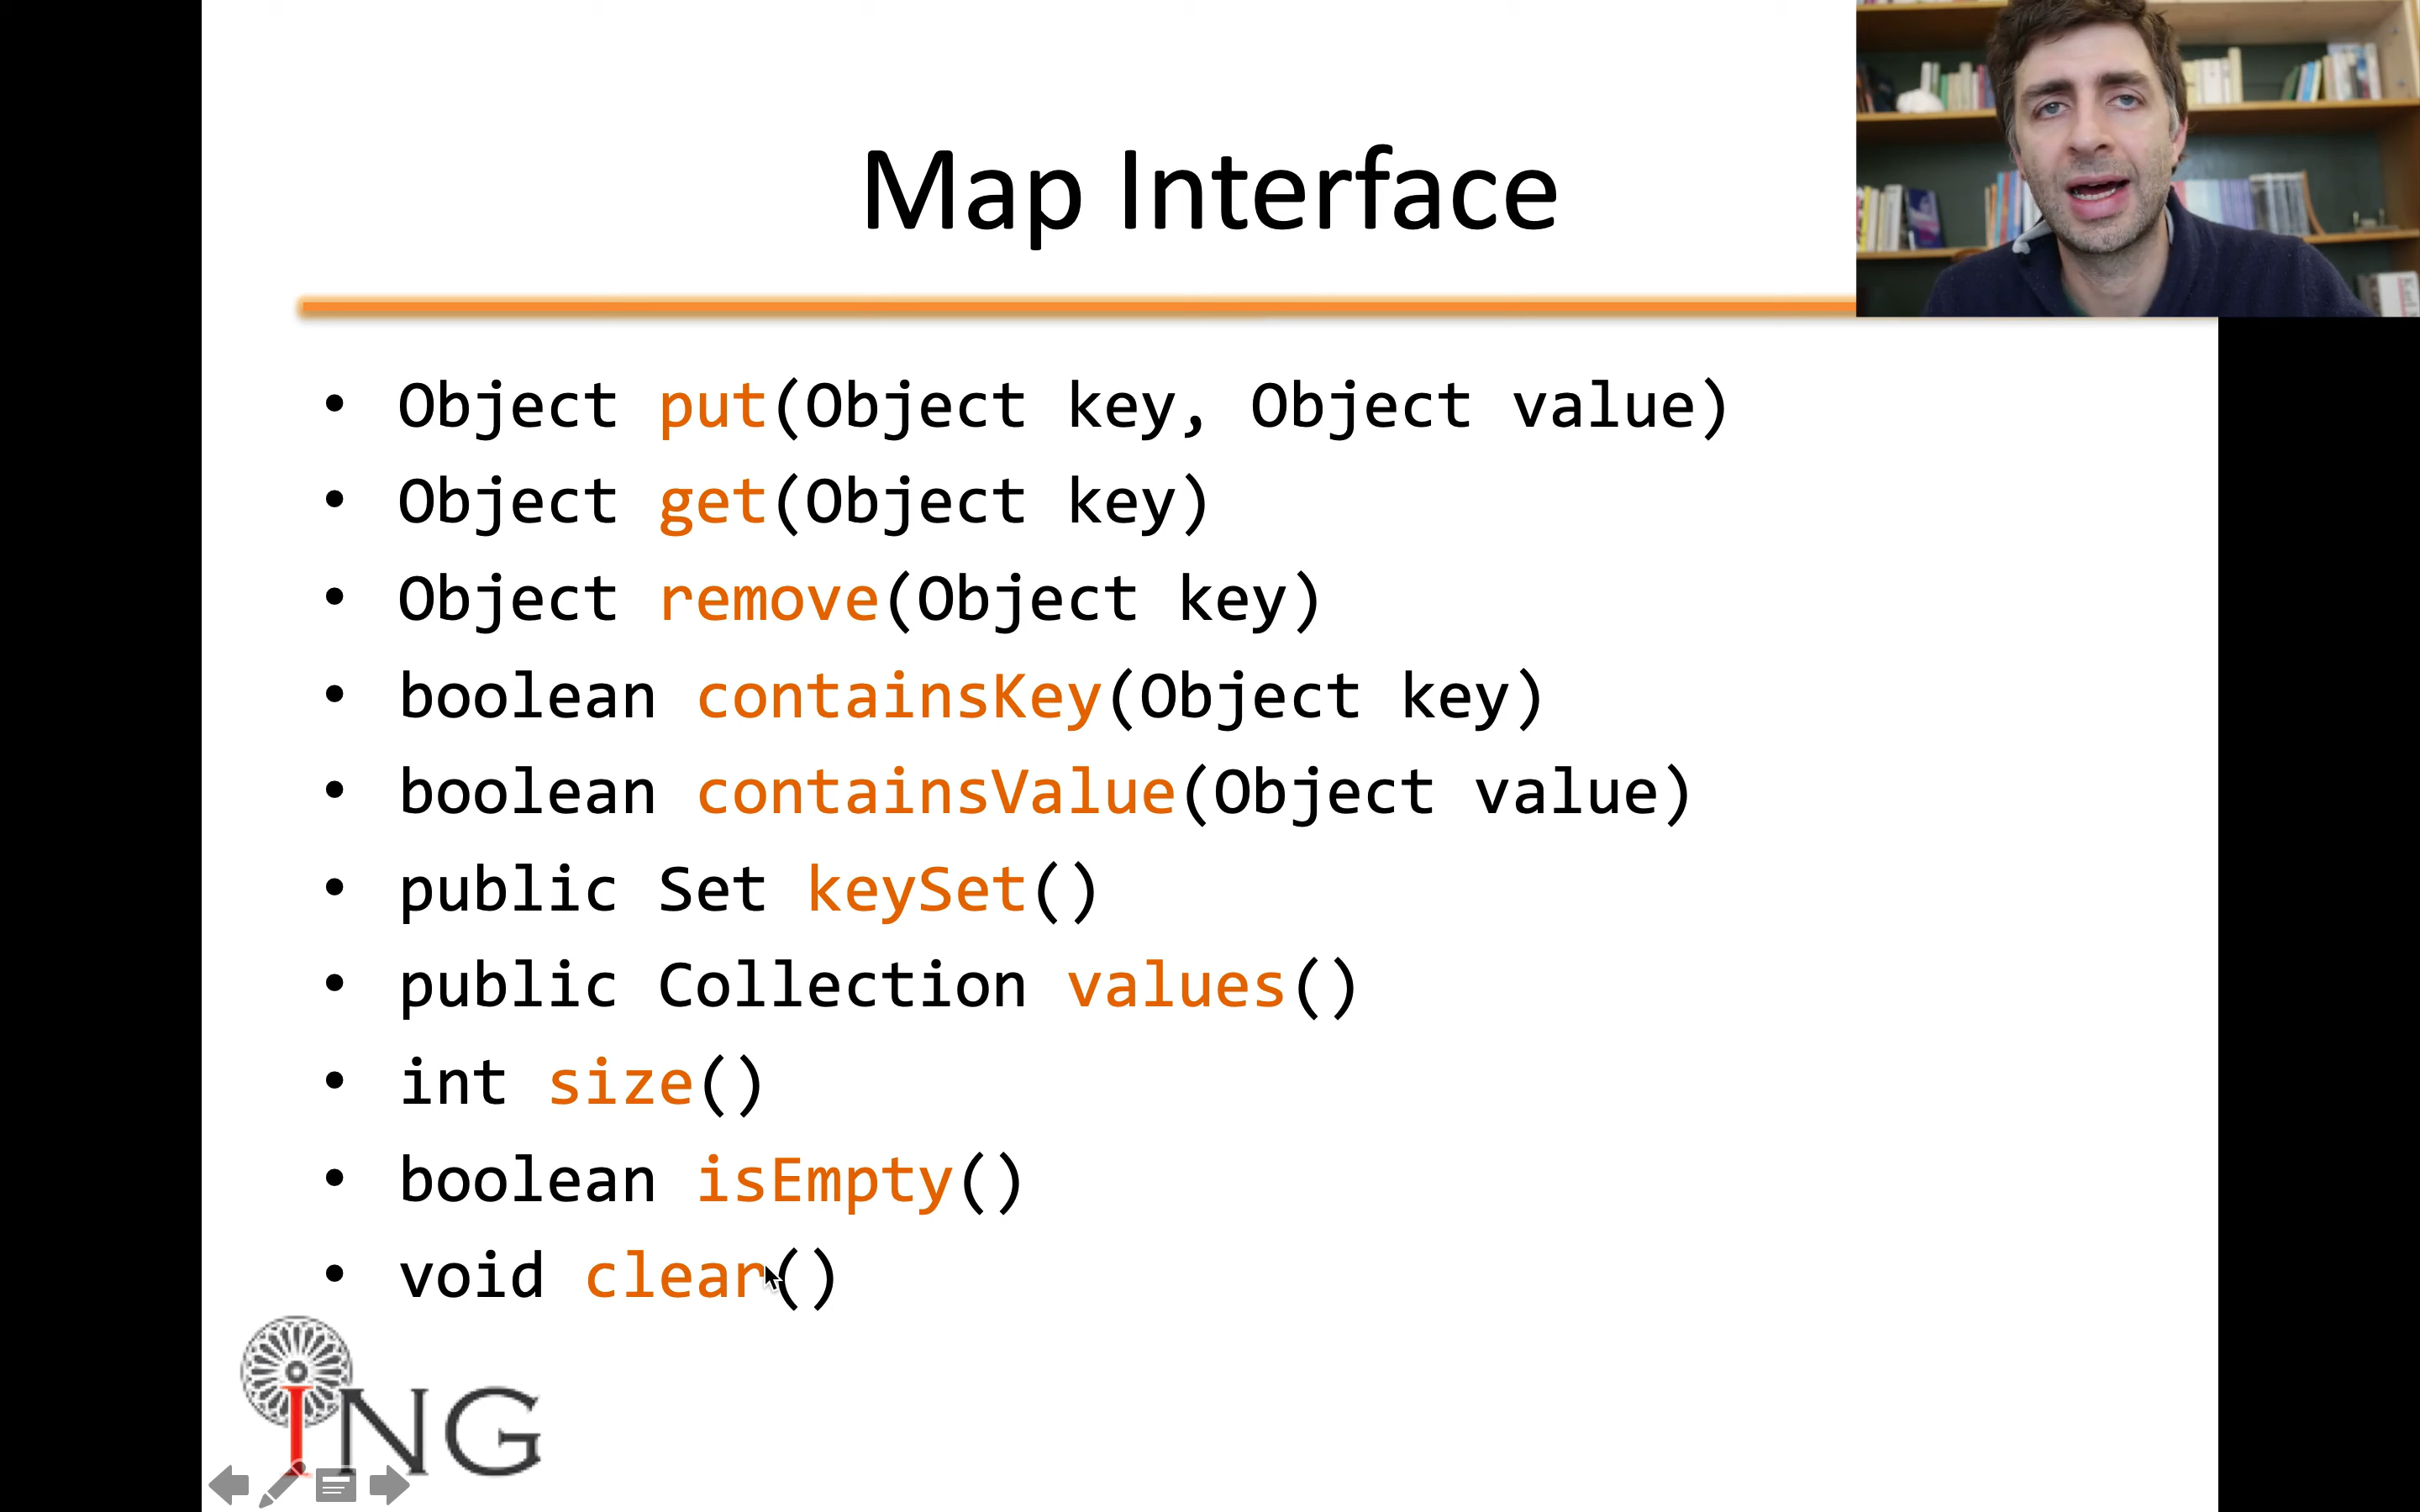 Map Interface
• Object put(Object key, Object value)
• Object get(Object key)
• Object remove(Object key)
• boolean containsKey(Object key)
• boolean containsValue(Object value)
• public Set keySet()
• public Collection values()
• int size()
• boolean isEmpty()
• void clear()
ING